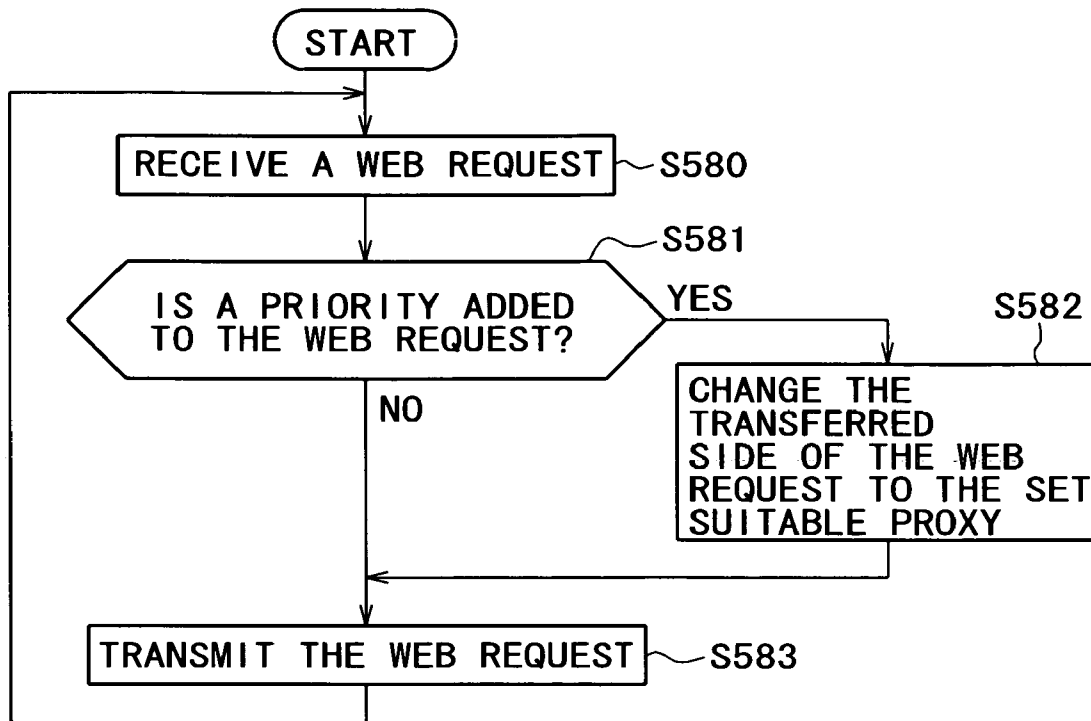 START
RECEIVE A WEB REQUEST
S580
S581
IS A PRIORITY ADDED
TO THE WEB REQUEST?
YES
NO
S582
CHANGE THE
TRANSFERRED
SIDE OF THE WEB
REQUEST TO THE SET
SUITABLE PROXY
TRANSMIT THE WEB REQUEST
S583